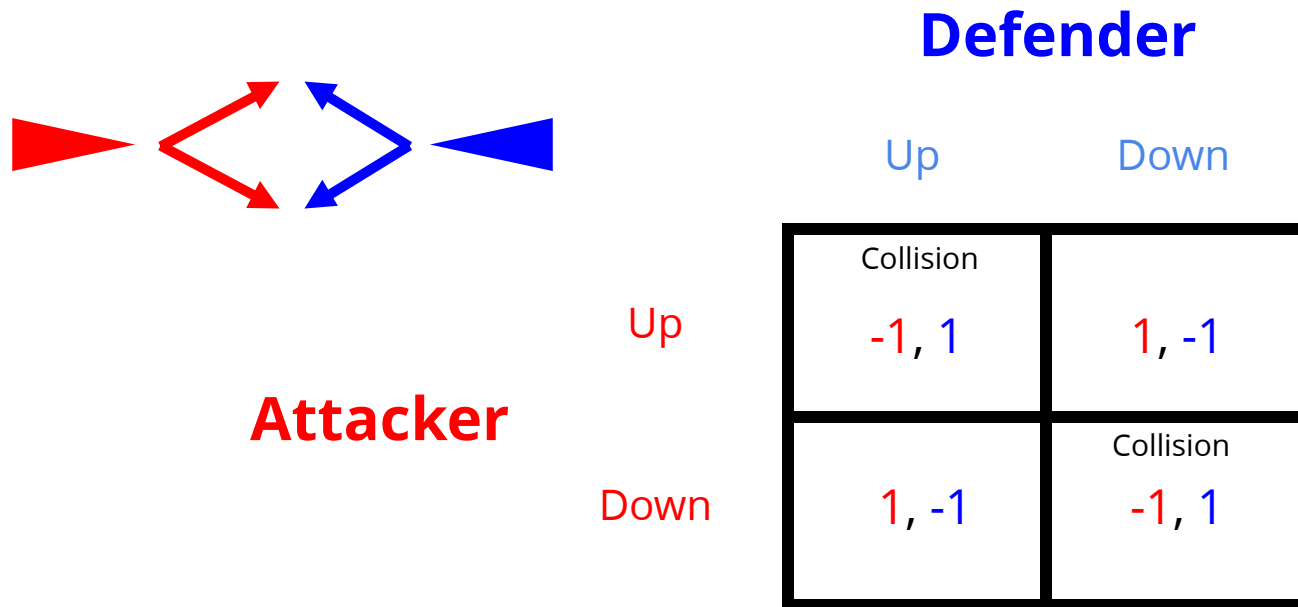 Defender
Up Down
Collision
Up
-1, 1 1, -1
Attacker
Collision
Down
1, -1 -1, 1